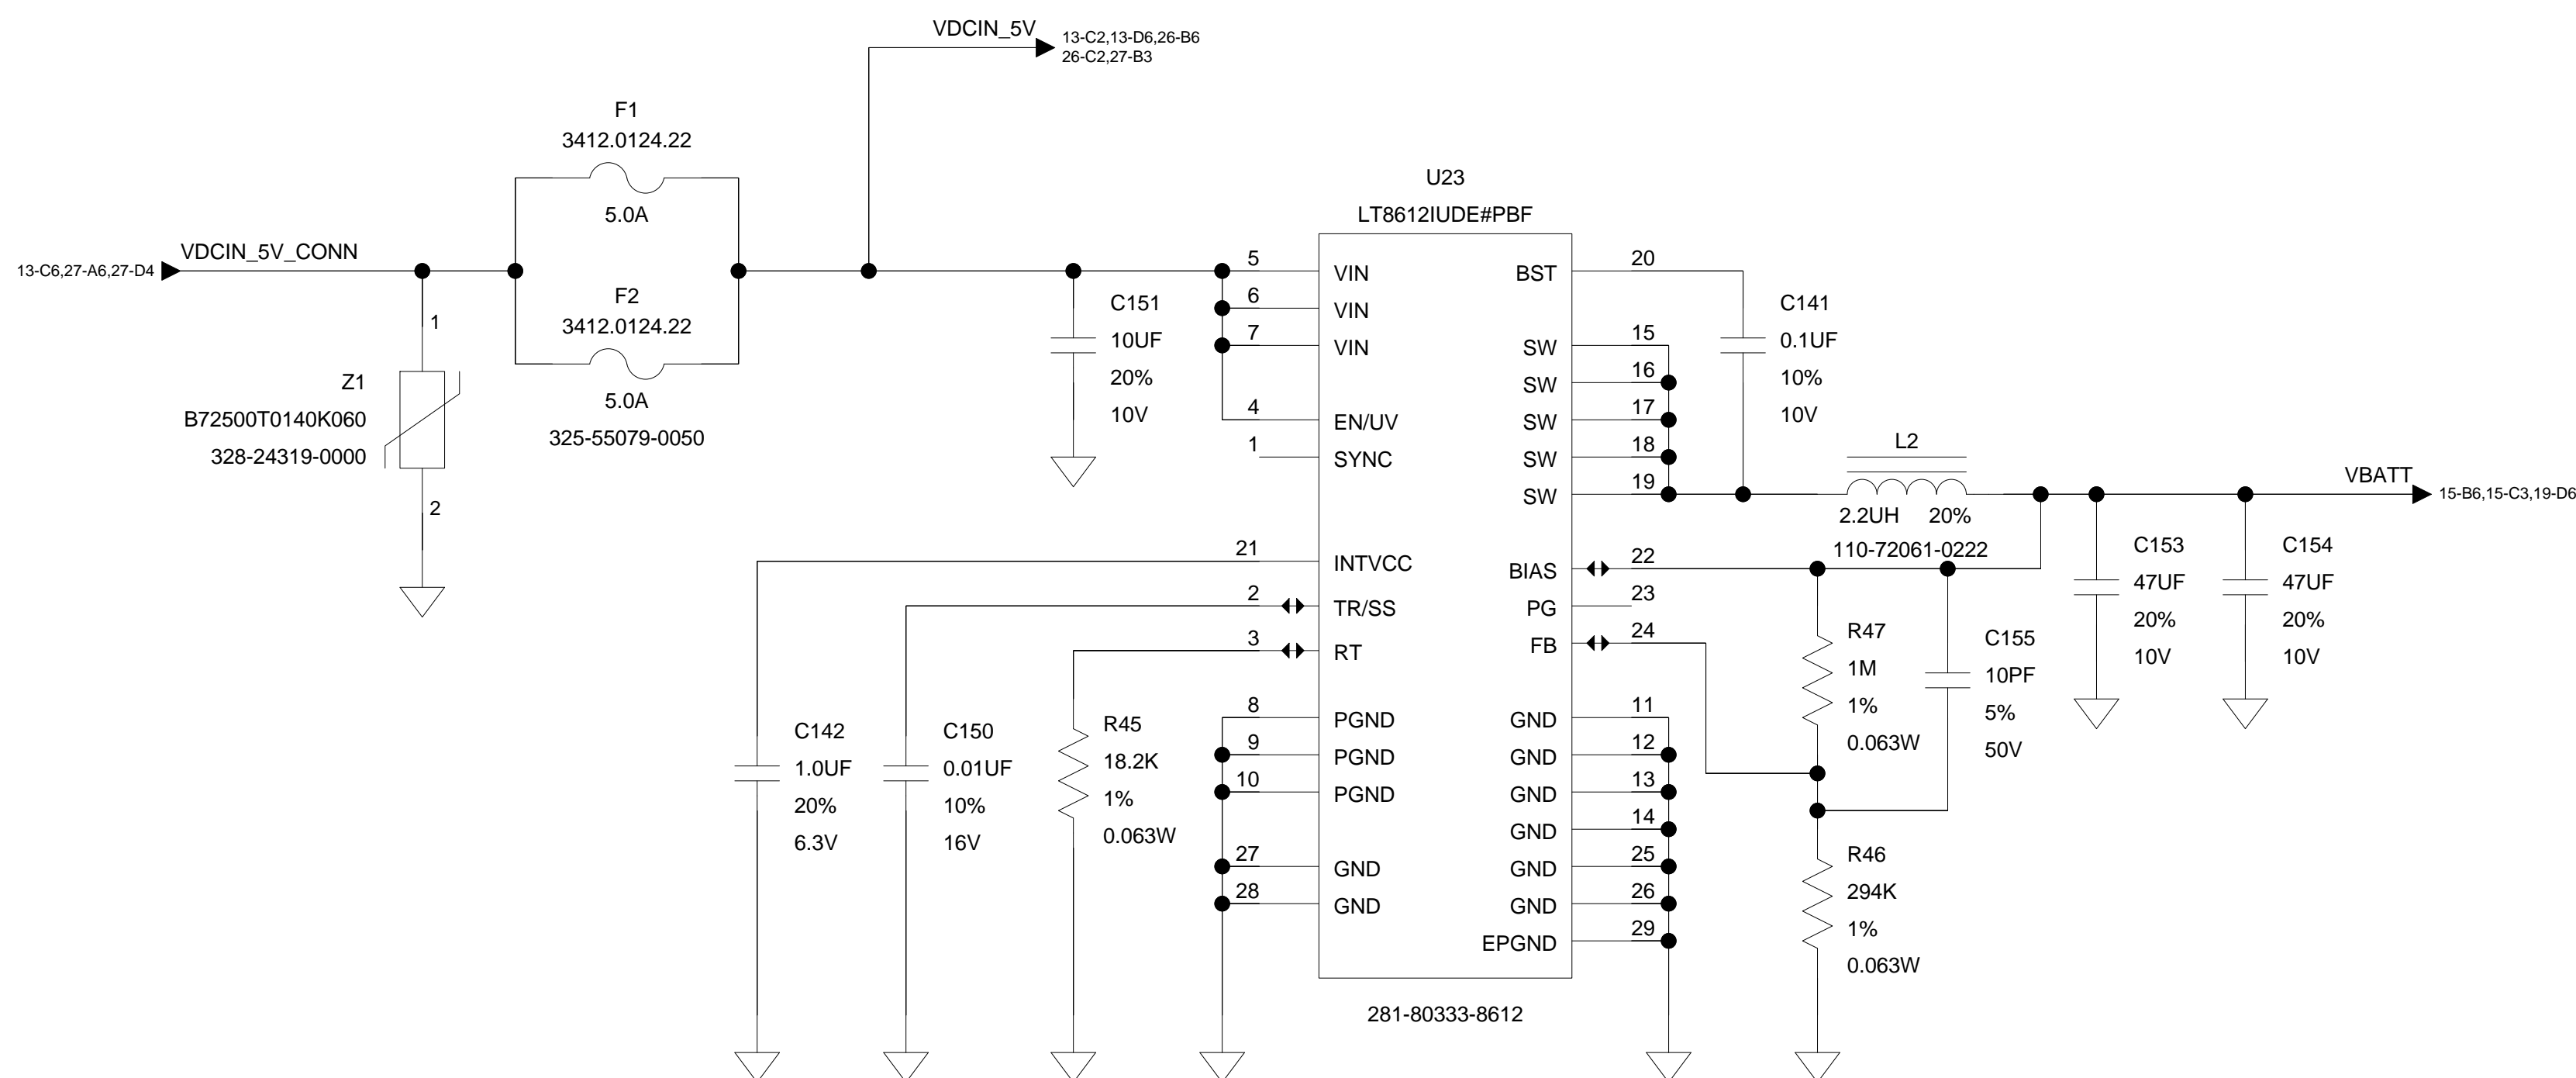 VDCIN_5V
13-C2,13-D6,26-B6
26-C2,27-B3
F1
3412.0124.22
5.0A
13-C6,27-A6,27-D4
VDCIN_5V_CONN
F2
3412.0124.22
5.0A
325-55079-0050
1
Z1
B72500T0140K060
328-24319-0000
2
C151
10UF
20%
10V
U23
LT8612IUDE#PBF
5
VIN
6
VIN
7
VIN
4
EN/UV
1
SYNC
21
INTVCC
2
TR/SS
3
RT
8
PGND
9
PGND
10
PGND
27
GND
28
GND
BST
20
SW
15
SW
16
SW
17
SW
18
SW
19
BIAS
22
PG
23
FB
24
GND
11
GND
12
GND
13
GND
14
GND
25
GND
26
EPGND
29
281-80333-8612
C142
1.0UF
20%
6.3V
C150
0.01UF
10%
16V
R45
18.2K
1%
0.063W
C141
0.1UF
10%
10V
L2
2.2UH 20%
110-72061-0222
VBATT
15-B6,15-C3,19-D6
R47
1M
1%
0.063W
C155
10PF
5%
50V
C153
47UF
20%
10V
C154
47UF
20%
10V
R46
294K
1%
0.063W